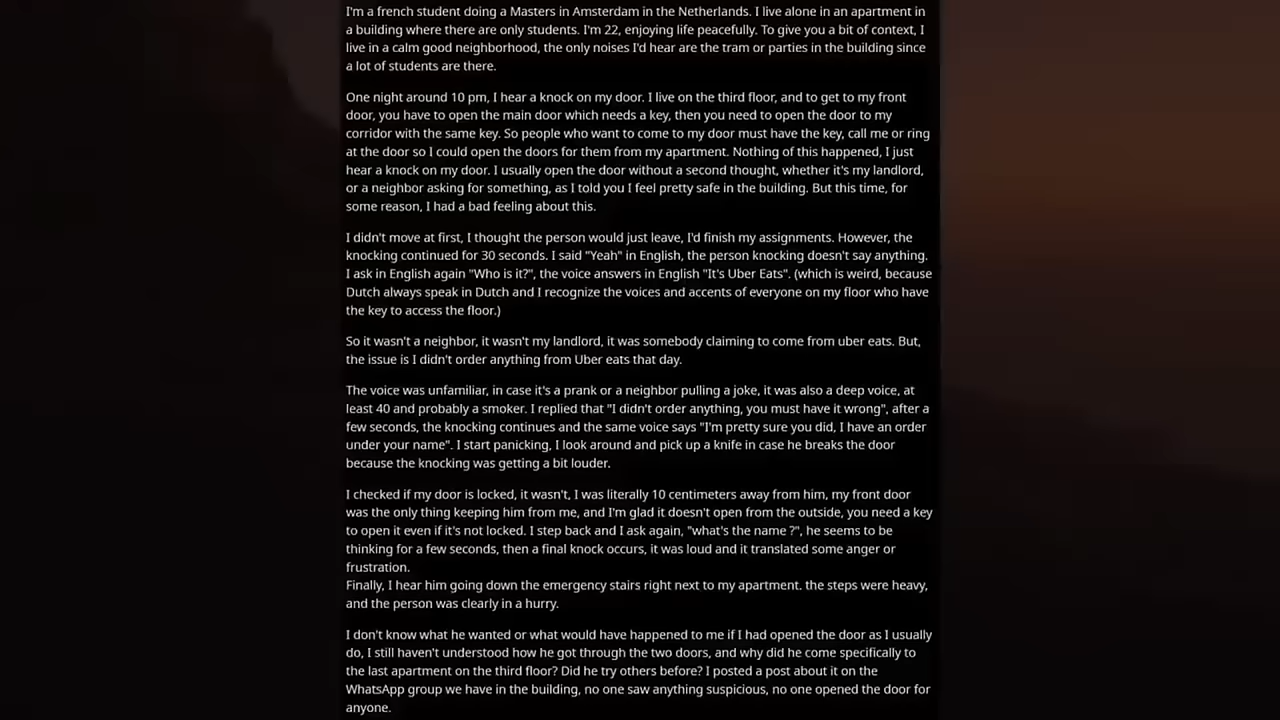 I'm a french student doing a Masters in Amsterdam in the Netherlands. I live alone in an apartment in
a building where there are only students. I'm 22, enjoying life peacefully. To give you a bit of context, I
live in a calm good neighborhood, the only noises I'd hear are the tram or parties in the building since
a lot of students are there.
One night around 10 pm, I hear a knock on my door. I live on the third floor, and to get to my front
door, you have to open the main door which needs a key, then you need to open the door to my
corridor with the same key. So people who want to come to my door must have the key, call me or ring
at the door so I could open the doors for them from my apartment. Nothing of this happened, I just
hear a knock on my door. I usually open the door without a second thought, whether it's my landlord,
or a neighbor asking for something, as I told you I feel pretty safe in the building. But this time, for
some reason, I had a bad feeling about this.
I didn't move at first, I thought the person would just leave, I'd finish my assignments. However, the
knocking continued for 30 seconds. I said "Yeah" in English, the person knocking doesn't say anything.
I ask in English again "Who is it?", the voice answers in English "It's Uber Eats". (which is weird, because
Dutch always speak in Dutch and I recognize the voices and accents of everyone on my floor who have
the key to access the floor.)
So it wasn't a neighbor, it wasn't my landlord, it was somebody claiming to come from uber eats. But,
the issue is I didn't order anything from Uber eats that day.
The voice was unfamiliar, in case it's a prank or a neighbor pulling a joke, it was also a deep voice, at
least 40 and probably a smoker. I replied that "I didn't order anything, you must have it wrong", after a
few seconds, the knocking continues and the same voice says "I'm pretty sure you did, I have an order
under your name". I start panicking, I look around and pick up a knife in case he breaks the door
because the knocking was getting a bit louder.
I checked if my door is locked, it wasn't, I was literally 10 centimeters away from him, my front door
was the only thing keeping him from me, and I'm glad it doesn't open from the outside, you need a key
to open it even if it's not locked. I step back and I ask again, "what's the name ?", he seems to be
thinking for a few seconds, then a final knock occurs, it was loud and it translated some anger or
frustration.
Finally, I hear him going down the emergency stairs right next to my apartment. the steps were heavy,
and the person was clearly in a hurry.
I don't know what he wanted or what would have happened to me if I had opened the door as I usually
do, I still haven't understood how he got through the two doors, and why did he come specifically to
the last apartment on the third floor? Did he try others before? I posted a post about it on the
WhatsApp group we have in the building, no one saw anything suspicious, no one opened the door for
anyone.